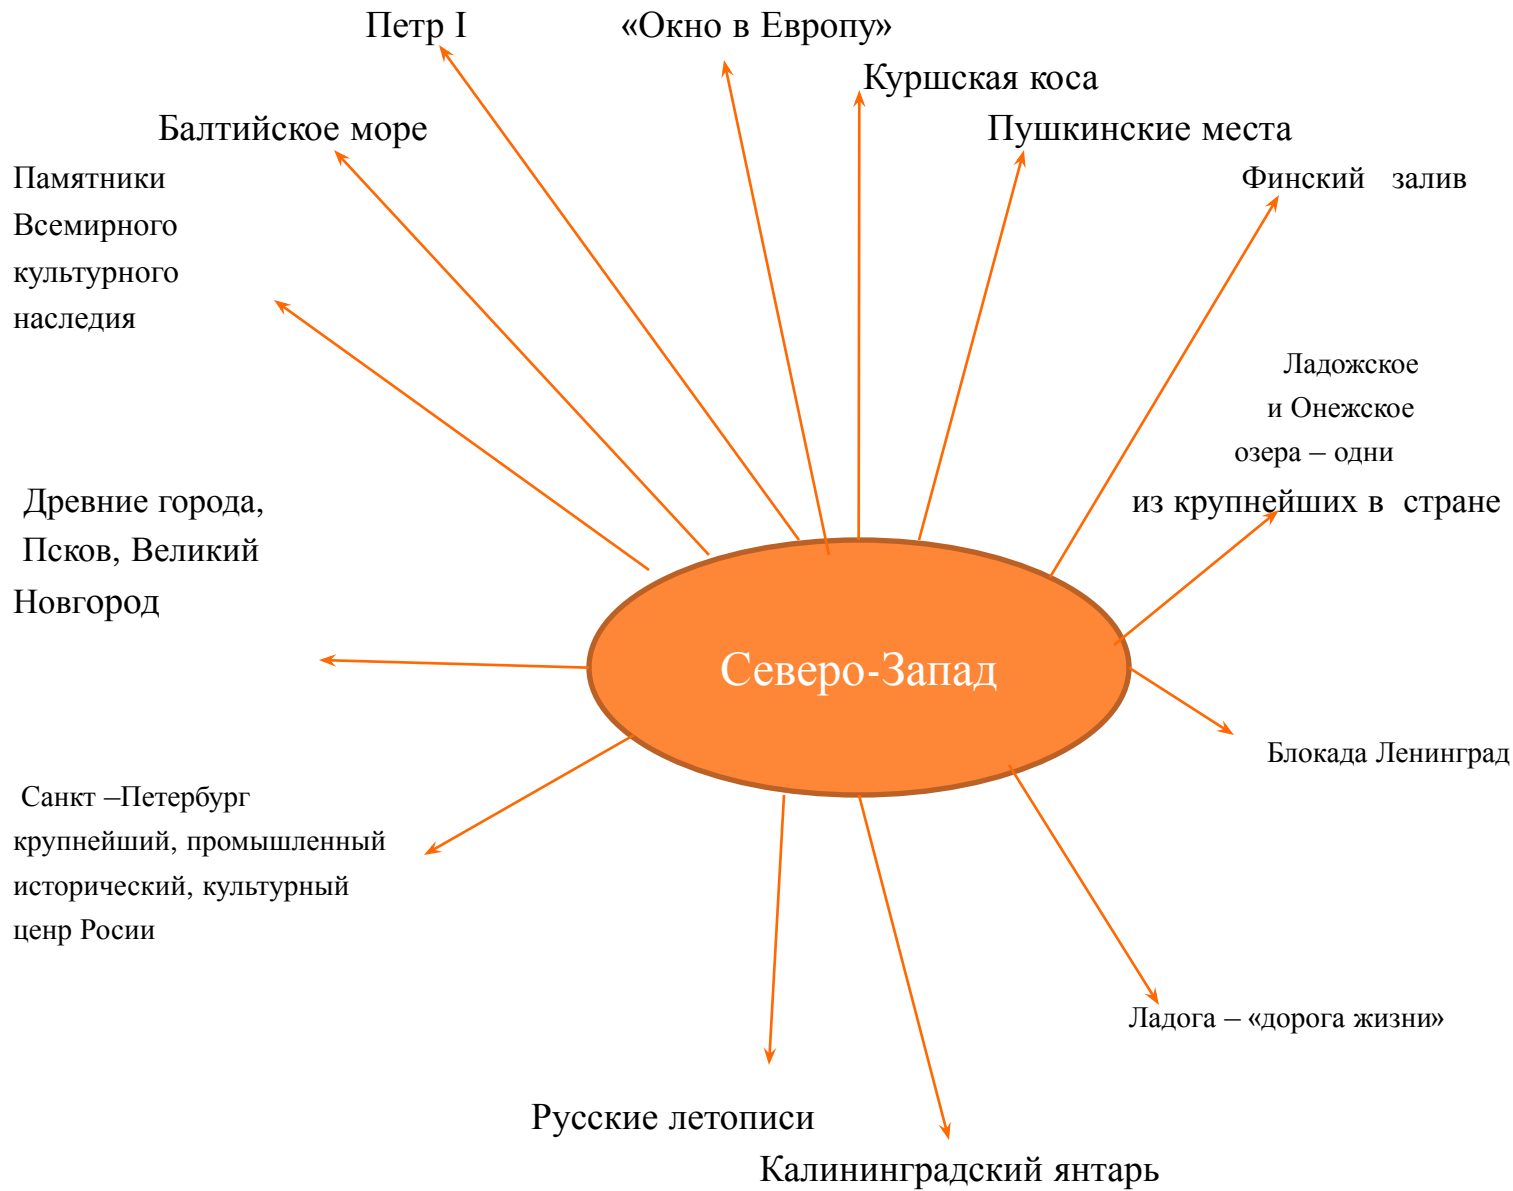 Петр I
«Окно в Европу»
Куршская коса
Балтийское море
Пушкинские места
Памятники
Всемирного
культурного
наследия
Финский залив
Ладожское
и Онежское
озера – одни
из крупнейших в стране
Древние города,
Псков, Великий
Новгород
Северо-Запад
Блокада Ленинград
Санкт –Петербург
крупнейший, промышленный
исторический, культурный
ценр Росии
Ладога – «дорога жизни»
Русские летописи
Калининградский янтарь